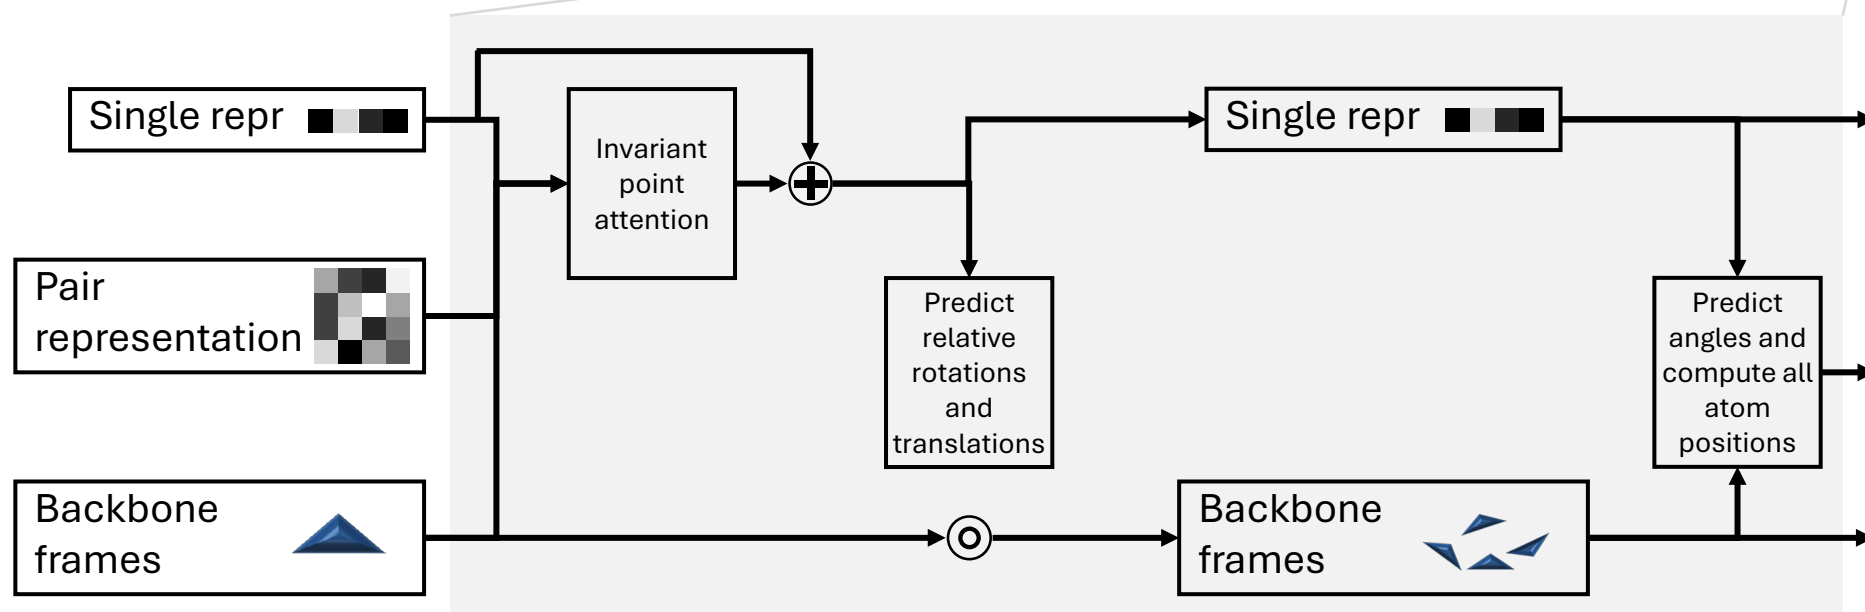 Single repr
Invariant
point
attention
Single repr
Pair
representation
Predict
relative
rotations
and
translations
Predict
angles and
compute all
atom
positions
Backbone
frames
Backbone
frames